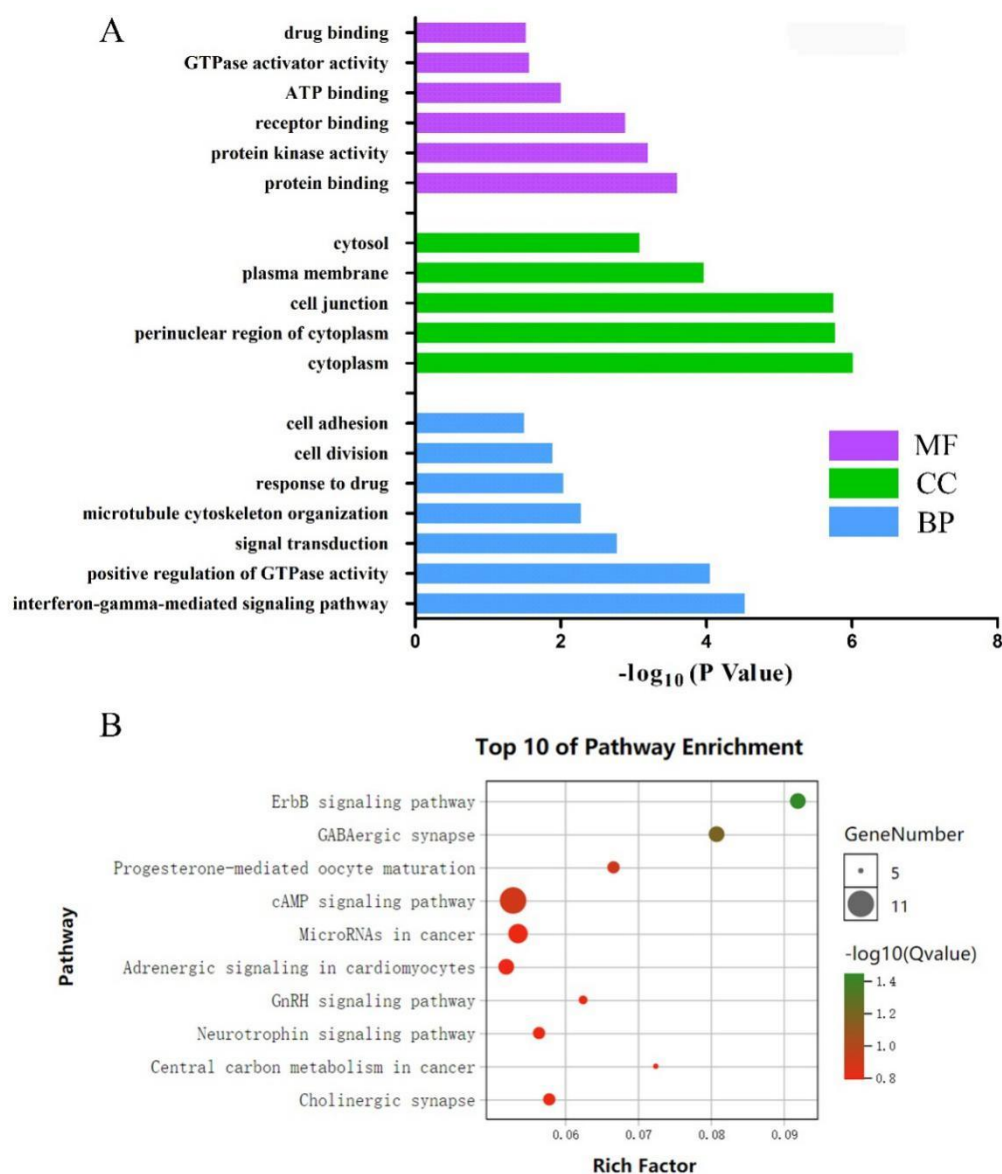 A
drug binding
GTPase activator activity
ATP binding
receptor binding
protein kinase activity
protein binding
cytosol
plasma membrane
cell junction
perinuclear region of cytoplasm
cytoplasm
cell adhesion
cell division
response to drug
microtubule cytoskeleton organization
signal transduction
positive regulation of GTPase activity
interferon-gamma-mediated signaling pathway
MF
CC
BP
0 2 4 6 8
-log10 (P Value)
B
Top 10 of Pathway Enrichment
Pathway
ErbB signaling pathway
GABAergic synapse
Progesterone-mediated oocyte maturation
cAMP signaling pathway
MicroRNAs in cancer
Adrenergic signaling in cardiomyocytes
GnRH signaling pathway
Neurotrophin signaling pathway
Central carbon metabolism in cancer
Cholinergic synapse
0.06 0.07 0.08 0.09
Rich Factor
GeneNumber
5
11
-log10(Qvalue)
1.4
1.2
1.0
0.8